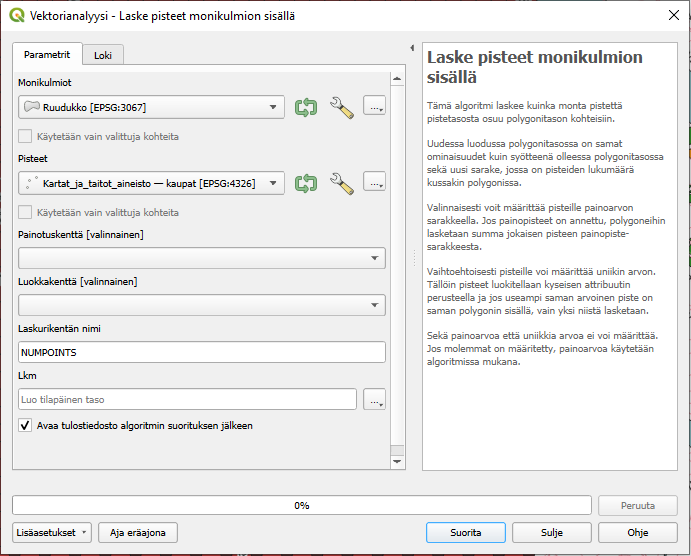 Vektorianalyysi - Laske pisteet monikulmion sisällä
Parametrit
Loki
Monikulmiot
Ruudukko [EPSG:3067]
...
Käytetään vain valittuja kohteita
Pisteet
Kartat_ja_taitot_aineisto — kaupat [EPSG:4326]
...
Käytetään vain valittuja kohteita
Painotuskenttä [valinnainen]
Luokkakenttä [valinnainen]
Laskurikentän nimi
NUMPOINTS
Lkm
Luo tilapäinen taso
...
Avaa tulostiedosto algoritmin suorituksen jälkeen
Laske pisteet monikulmion
sisällä
Tämä algoritmi laskee kuinka monta pistettä
pistetasosta osuu polygonitason kohteisiin.
Uudessa luodussa polygonitasossa on samat
ominaisuudet kuin syötteenä olleessa polygonitasossa
sekä uusi sarake, jossa on pisteiden lukumäärä
kussakin polygonissa.
Valinnaisesti voit määrittää pisteille painoarvon
sarakkeella. Jos painopisteet on annettu, polygoneihin
lasketaan summa jokaisen pisteen painopiste-
sarakkeesta.
Vaihtoehtoisesti pisteille voi määrittää uniikin arvon.
Tällöin pisteet luokitellaan kyseisen attribuutin
perusteella ja jos useampi saman arvoinen piste on
saman polygonin sisällä, vain yksi niistä lasketaan.
Sekä painoarvoa että uniikkia arvoa ei voi määrittää.
Jos molemmat on määritetty, painoarvoa käytetään
algoritmissa mukana.
0%
Peruuta
Lisäasetukset
Aja eräajona
Suorita
Sulje
Ohje